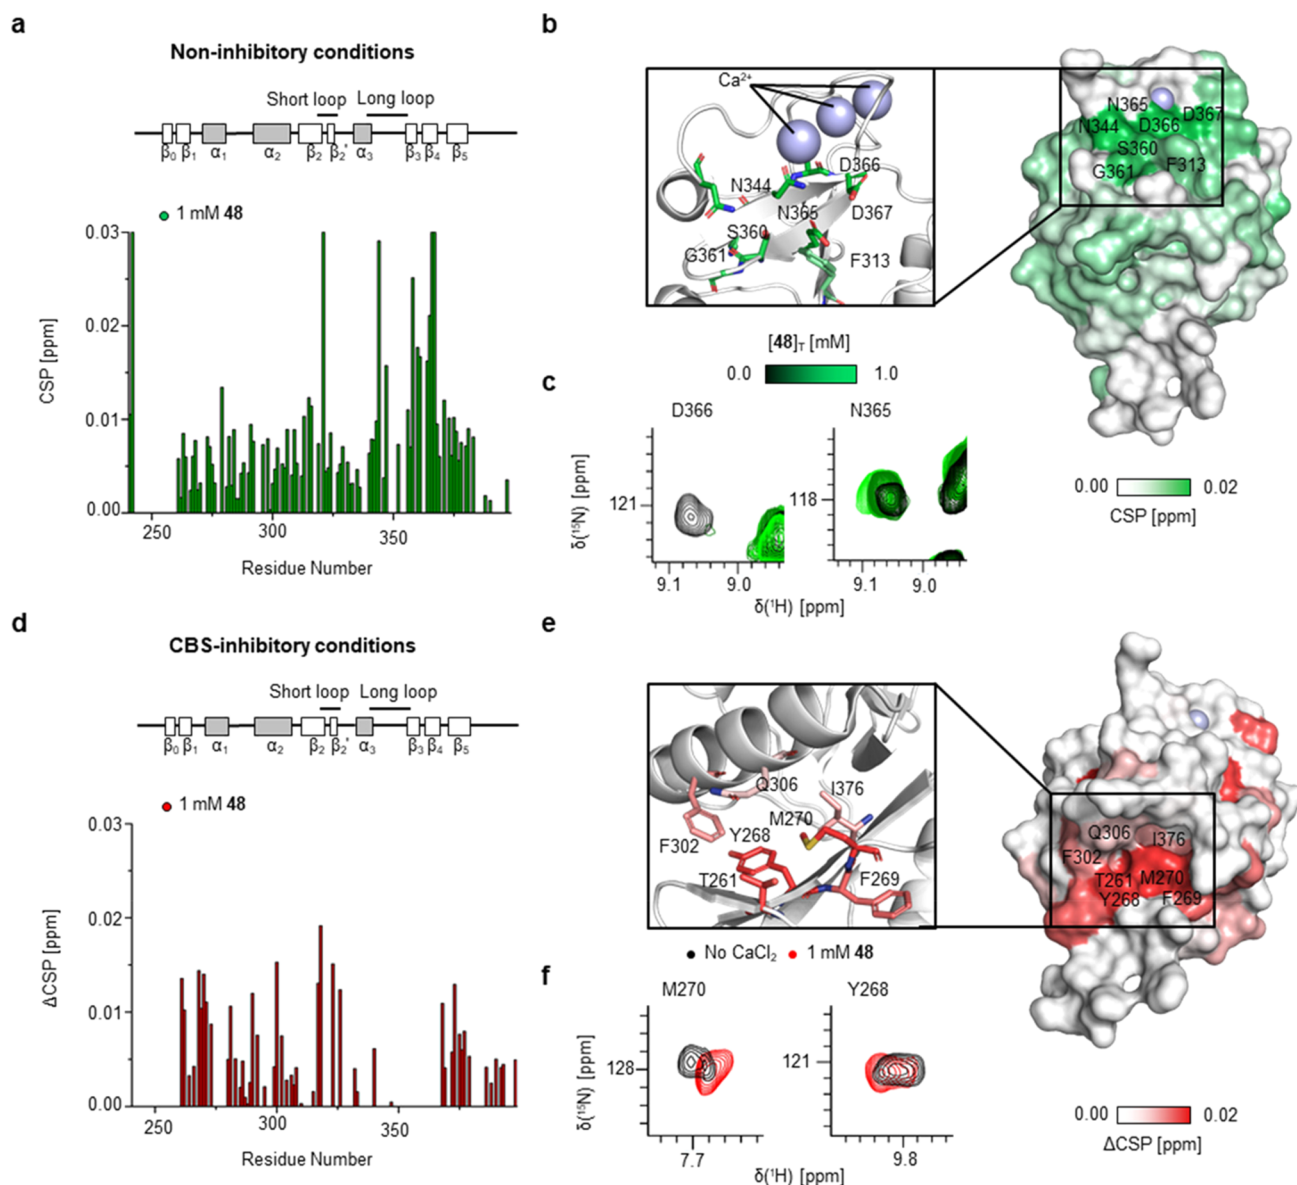 a
Non-inhibitory conditions
Short loop Long loop
β₀ β₁ α₁ α₂ β₂ β₂' α₃ β₃ β₄ β₅
1 mM 48
CSP [ppm]
0.03
0.02
0.01
0.00
250 300 350
Residue Number
b
Ca²⁺
N344
D366
N365
D367
S360
G361
F313
N365
D367
N344
D366
S360
G361
F313
[48]T [mM]
0.0 1.0
0.00 0.02
CSP [ppm]
c
D366 N365
δ(¹⁵N) [ppm]
121
118
9.1 9.0 9.1 9.0
δ(¹H) [ppm]
d
CBS-inhibitory conditions
Short loop Long loop
β₀ β₁ α₁ α₂ β₂ β₂' α₃ β₃ β₄ β₅
1 mM 48
ΔCSP [ppm]
0.03
0.02
0.01
0.00
250 300 350
Residue Number
e
Q306
I376
M270
F302
Y268
T261
F269
Q306
I376
F302
T261 M270
Y268 F269
No CaCl₂ 1 mM 48
0.00 0.02
ΔCSP [ppm]
f
M270 Y268
δ(¹⁵N) [ppm]
128
121
7.7 9.8
δ(¹H) [ppm]